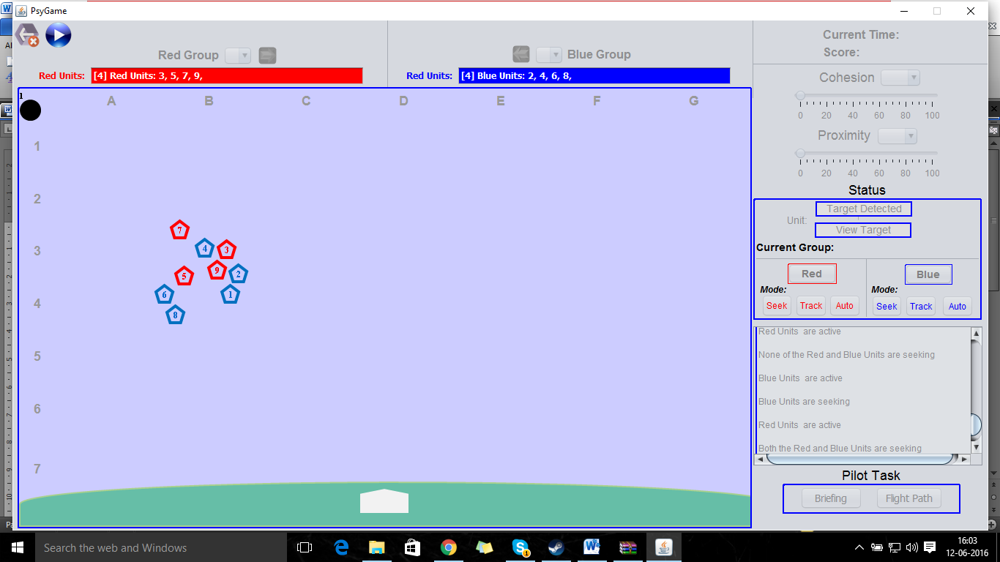 PsyGame
Red Group
Blue Group
Current Time:
Score:
Red Units: [4] Red Units: 3, 5, 7, 9,
Red Units: [4] Blue Units: 2, 4, 6, 8,
Cohesion
0 20 40 60 80 100
Proximity
0 20 40 60 80 100
1
A B C D E F G
1
2
3
4
5
6
7
7
4
3
9
5
2
6
1
8
Status
Unit:
Target Detected
View Target
Current Group:
Red
Blue
Mode:
Mode:
Seek Track Auto
Seek Track Auto
Red Units are active
None of the Red and Blue Units are seeking
Blue Units are active
Blue Units are seeking
Red Units are active
Both the Red and Blue Units are seeking
Pilot Task
Briefing
Flight Path
Search the web and Windows
1
16:03
12-06-2016